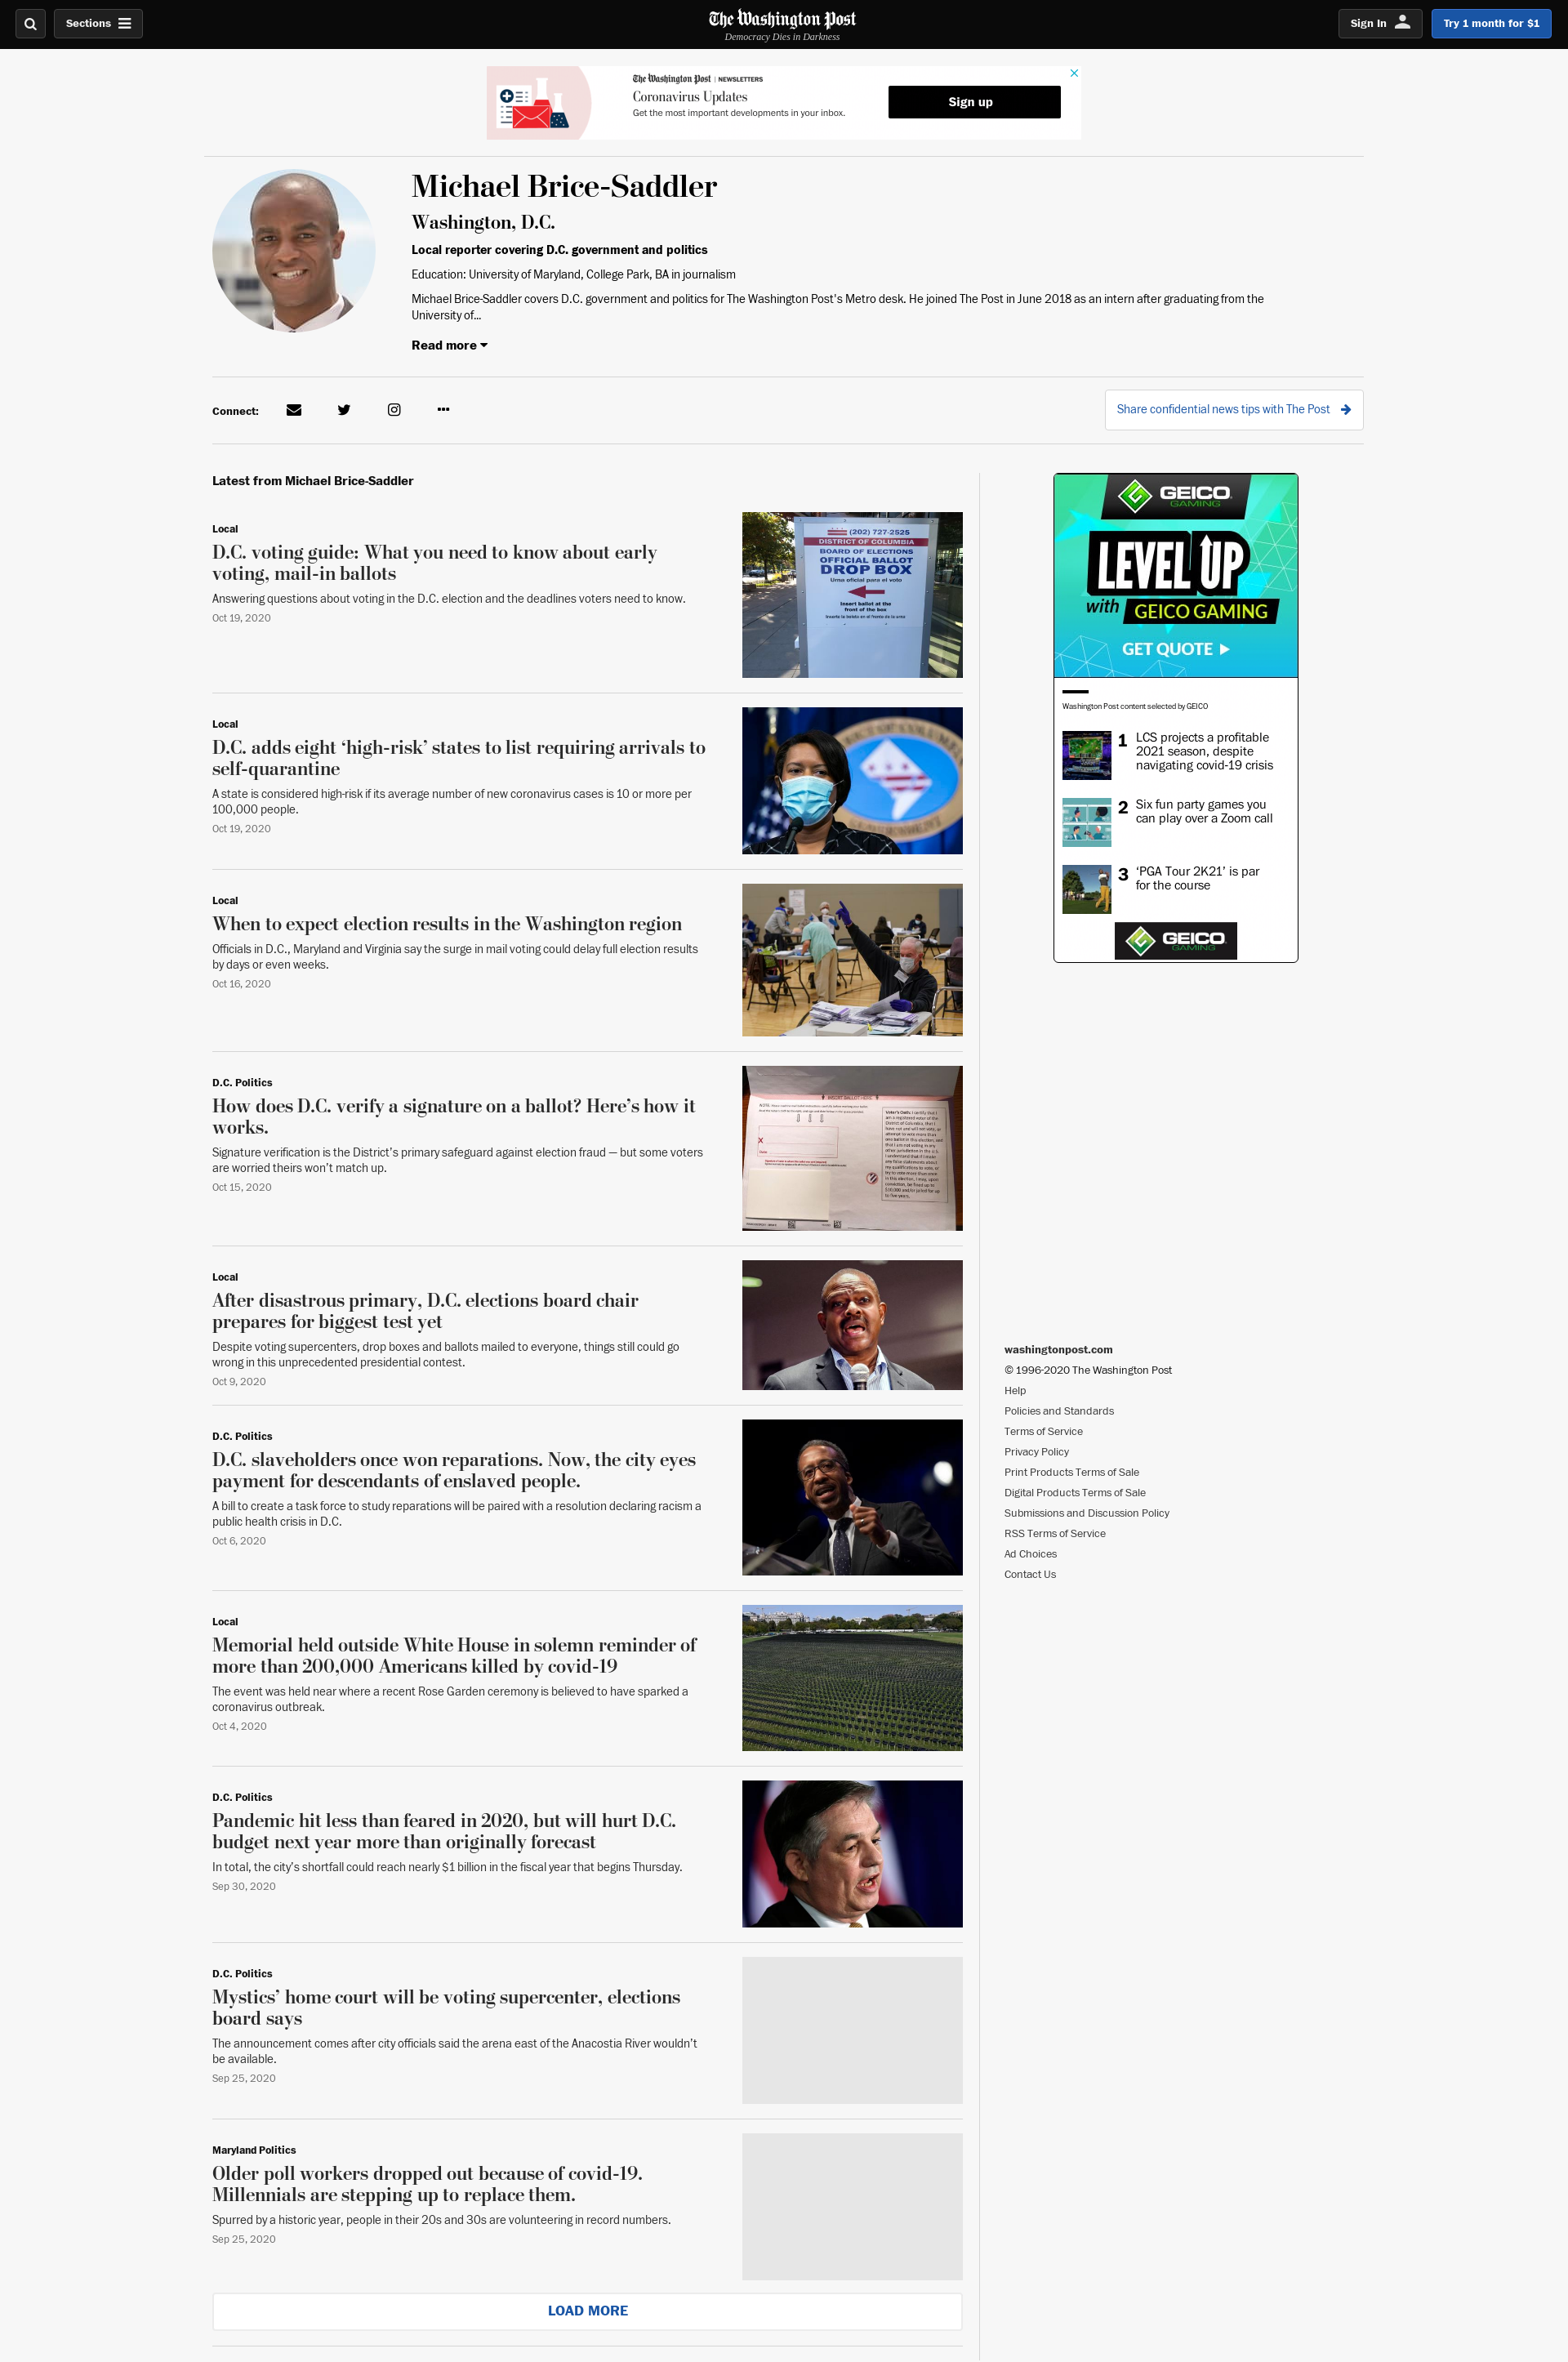 Sections
The Washington Post
Democracy Dies in Darkness
Sign In
Try 1 month for $1
The Washington Post | NEWSLETTERS
Coronavirus Updates
Get the most important developments in your inbox.
Sign up
Michael Brice-Saddler
Washington, D.C.
Local reporter covering D.C. government and politics
Education: University of Maryland, College Park, BA in journalism
Michael Brice-Saddler covers D.C. government and politics for The Washington Post's Metro desk. He joined The Post in June 2018 as an intern after graduating from the
University of...
Read more
Connect:
Share confidential news tips with The Post
Latest from Michael Brice-Saddler
Local
D.C. voting guide: What you need to know about early
voting, mail-in ballots
Answering questions about voting in the D.C. election and the deadlines voters need to know.
Oct 19, 2020
(202) 727-2525
DISTRICT OF COLUMBIA
BOARD OF ELECTIONS
OFFICIAL BALLOT
DROP BOX
Urna oficial para el voto
Insert ballot at the
front of the box
Local
D.C. adds eight ‘high-risk’ states to list requiring arrivals to
self-quarantine
A state is considered high-risk if its average number of new coronavirus cases is 10 or more per
100,000 people.
Oct 19, 2020
Local
When to expect election results in the Washington region
Officials in D.C., Maryland and Virginia say the surge in mail voting could delay full election results
by days or even weeks.
Oct 16, 2020
D.C. Politics
How does D.C. verify a signature on a ballot? Here’s how it
works.
Signature verification is the District’s primary safeguard against election fraud — but some voters
are worried theirs won’t match up.
Oct 15, 2020
Local
After disastrous primary, D.C. elections board chair
prepares for biggest test yet
Despite voting supercenters, drop boxes and ballots mailed to everyone, things still could go
wrong in this unprecedented presidential contest.
Oct 9, 2020
D.C. Politics
D.C. slaveholders once won reparations. Now, the city eyes
payment for descendants of enslaved people.
A bill to create a task force to study reparations will be paired with a resolution declaring racism a
public health crisis in D.C.
Oct 6, 2020
Local
Memorial held outside White House in solemn reminder of
more than 200,000 Americans killed by covid-19
The event was held near where a recent Rose Garden ceremony is believed to have sparked a
coronavirus outbreak.
Oct 4, 2020
D.C. Politics
Pandemic hit less than feared in 2020, but will hurt D.C.
budget next year more than originally forecast
In total, the city’s shortfall could reach nearly $1 billion in the fiscal year that begins Thursday.
Sep 30, 2020
D.C. Politics
Mystics’ home court will be voting supercenter, elections
board says
The announcement comes after city officials said the arena east of the Anacostia River wouldn’t
be available.
Sep 25, 2020
Maryland Politics
Older poll workers dropped out because of covid-19.
Millennials are stepping up to replace them.
Spurred by a historic year, people in their 20s and 30s are volunteering in record numbers.
Sep 25, 2020
LOAD MORE
GEICO
GAMING
LEVEL UP
with GEICO GAMING
GET QUOTE
Washington Post content selected by GEICO
1 LCS projects a profitable
2021 season, despite
navigating covid-19 crisis
2 Six fun party games you
can play over a Zoom call
3 ‘PGA Tour 2K21’ is par
for the course
GEICO
GAMING
washingtonpost.com
© 1996-2020 The Washington Post
Help
Policies and Standards
Terms of Service
Privacy Policy
Print Products Terms of Sale
Digital Products Terms of Sale
Submissions and Discussion Policy
RSS Terms of Service
Ad Choices
Contact Us